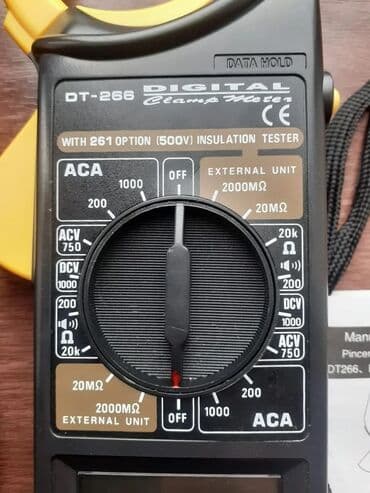 DATA HOLD
DT-266 DIGITAL
Clamp Meter
CE
WITH 261 OPTION (500V) INSULATION TESTER
ACA
1000
200
OFF
EXTERNAL UNIT
2000MΩ
20MΩ
ACV
750
DCV
1000
200
20k
20k
Ω
200
DCV
1000
ACV
750
20MΩ
2000MΩ
EXTERNAL UNIT
OFF
1000
200
ACA
Manu
Pincer
DT266,